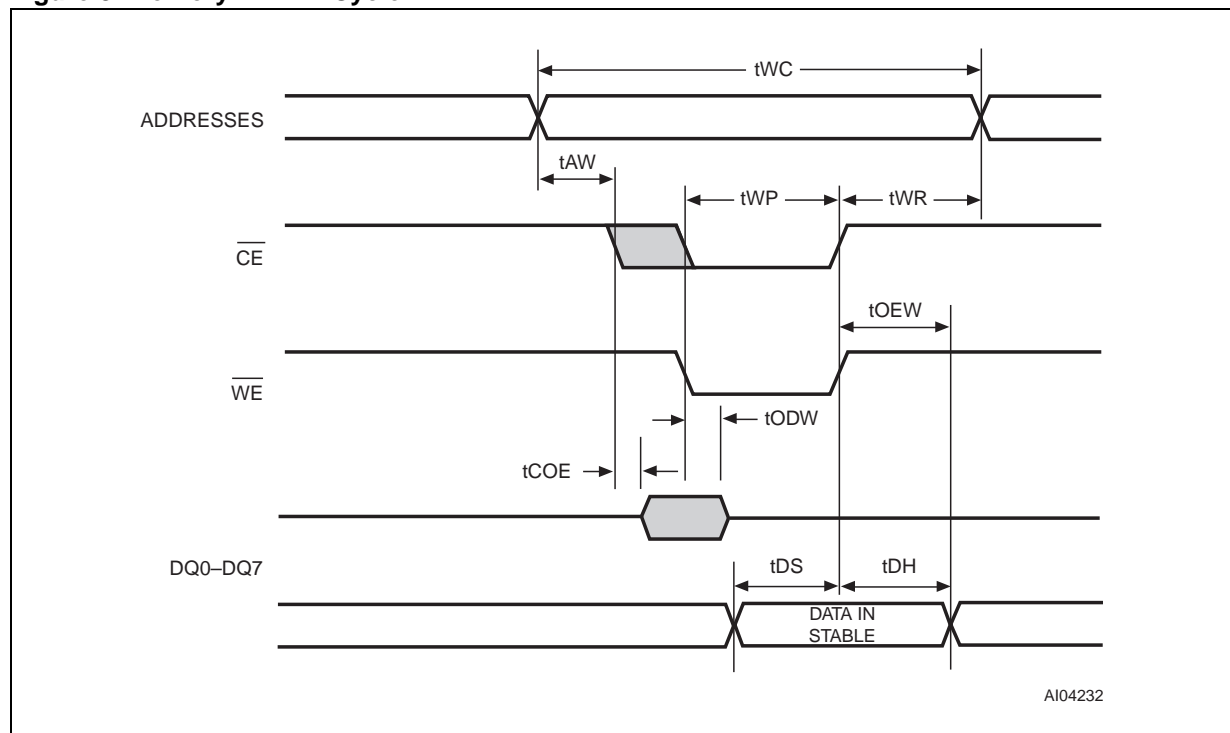 tWC
ADDRESSES
tAW
tWP
tWR
CE
tOEW
WE
tODW
tCOE
DQ0–DQ7
tDS
tDH
DATA IN
STABLE
AI04232